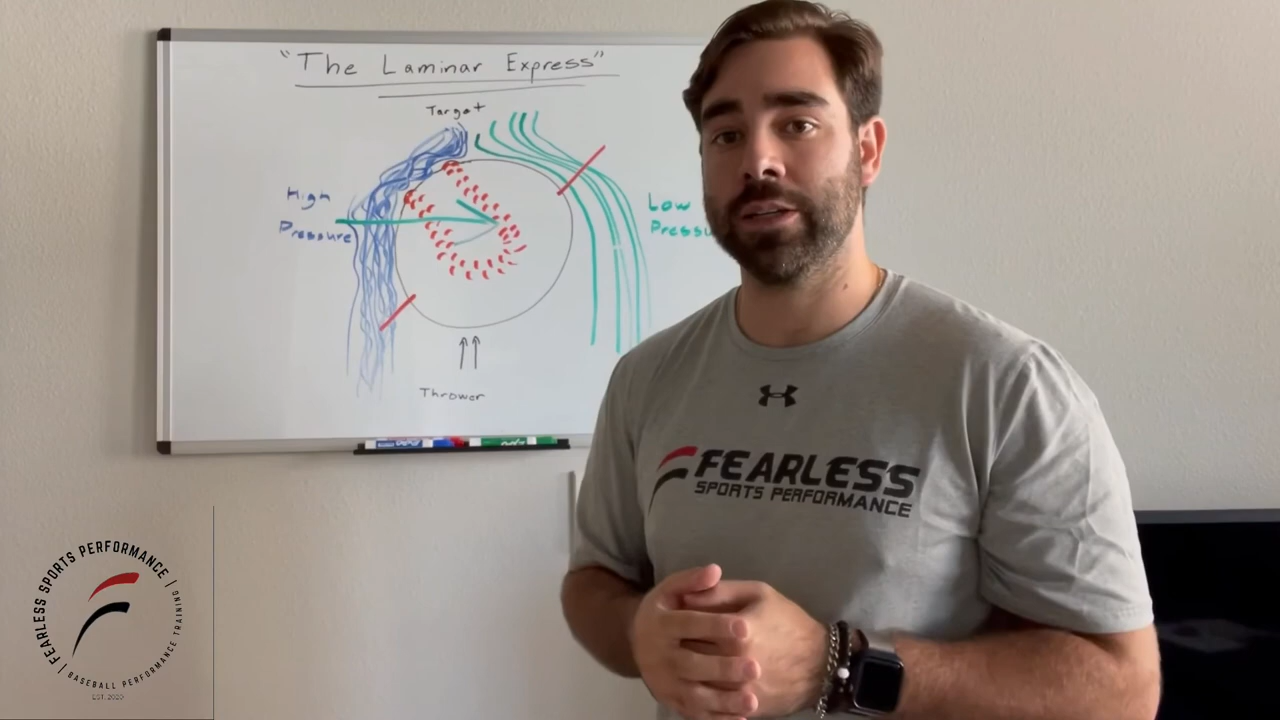 "The Laminar Express"
Target
High
Pressure
Low
Pressu
Thrower
FEARLESS
SPORTS PERFORMANCE
FEARLESS SPORTS PERFORMANCE |
| BASEBALL PERFORMANCE TRAINING
EST. 2020